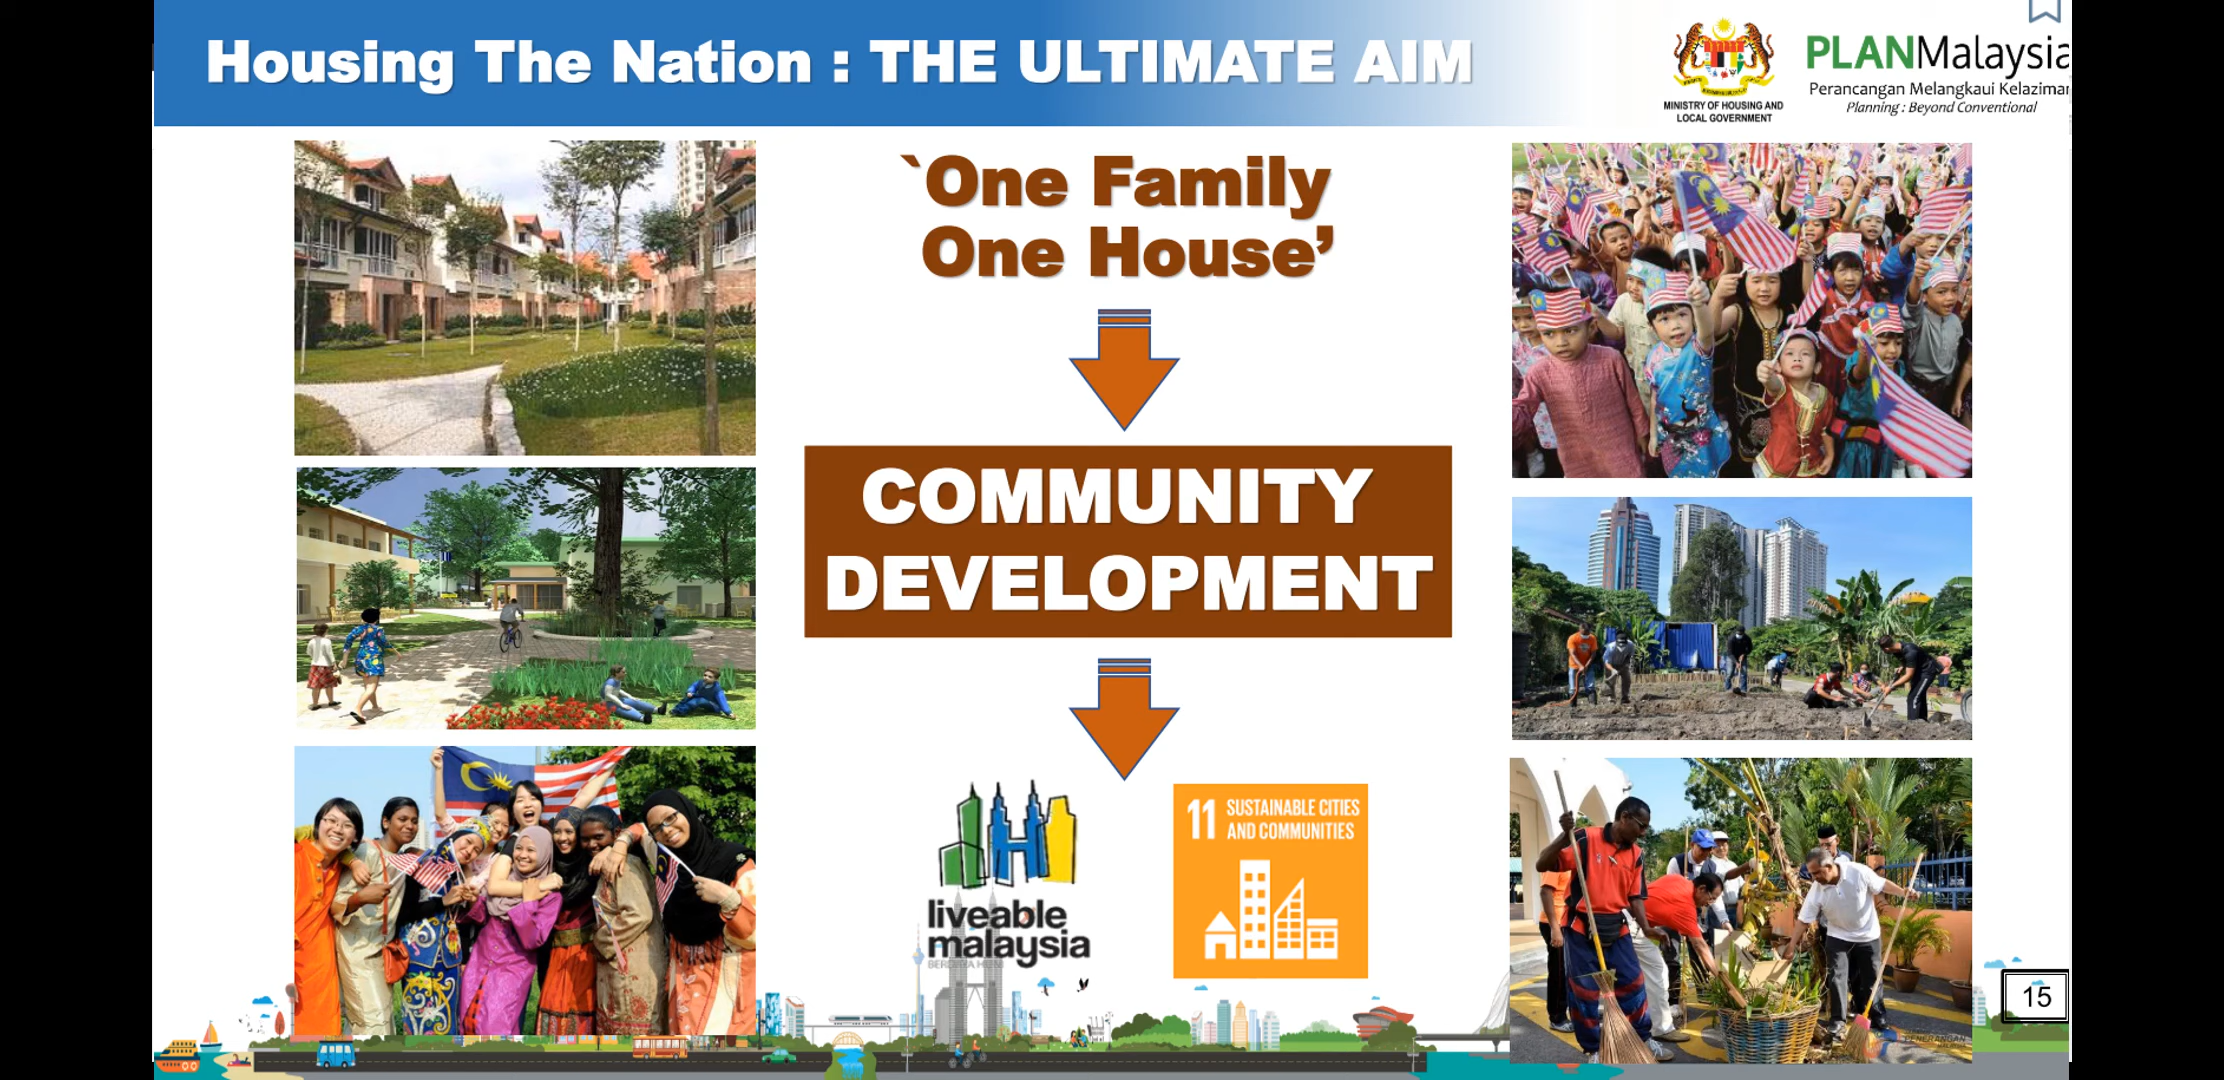 Housing The Nation : THE ULTIMATE AIM
MINISTRY OF HOUSING AND
LOCAL GOVERNMENT
PLANMalaysia
Perancangan Melangkaui Kelaziman
Planning : Beyond Conventional
`One Family
One House’
COMMUNITY
DEVELOPMENT
liveable
malaysia
11 SUSTAINABLE CITIES
AND COMMUNITIES
PENERANGAN
15